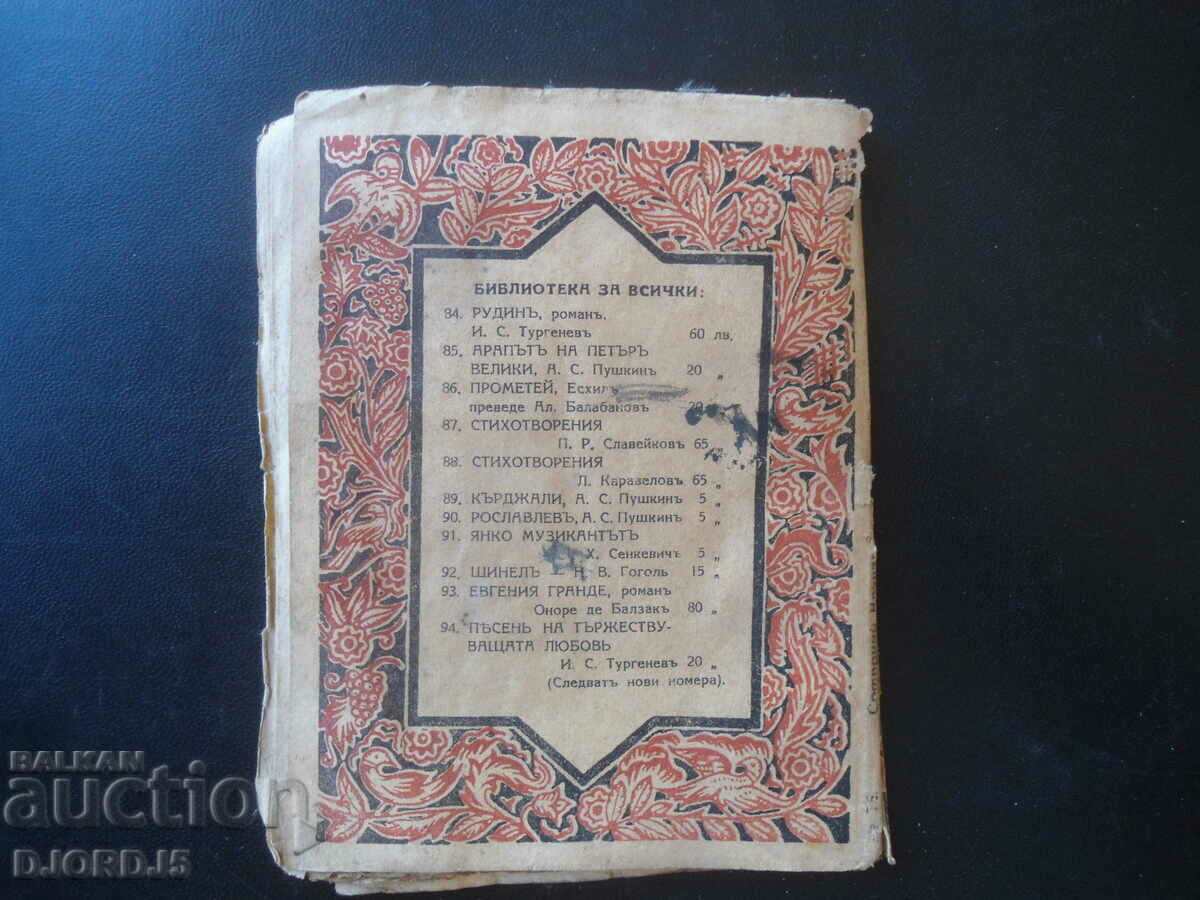 БИБЛИОТЕКА ЗА ВСИЧКИ:
84. РУДИНЪ, романъ.
И. С. Тургеневъ 60 лв.
85. АРАПЪТЪ НА ПЕТЪРЪ
ВЕЛИКИ, А. С. Пушкинъ 20 „
86. ПРОМЕТЕЙ, Есхилъ
преведе Ал. Балабановъ 20
87. СТИХОТВОРЕНИЯ
П. Р. Славейковъ 65 „
88. СТИХОТВОРЕНИЯ
Л. Каравеловъ 65 „
89. КЪРДЖАЛИ, А. С. Пушкинъ 5 „
90. РОСЛАВЛЕВЪ, А. С. Пушкинъ 5 „
91. ЯНКО МУЗИКАНТЪТЪ
Х. Сенкевичъ 5 „
92. ШИНЕЛЪ — Н. В. Гоголь 15 „
93. ЕВГЕНИЯ ГРАНДЕ, романъ
Оноре де Балзакъ 80 „
94. ПѢСЕНЬ НА ТЪРЖЕСТВУ-
ВАЩАТА ЛЮБОВЬ
И. С. Тургеневъ 20 „
(Следватъ нови номера).
BALKAN
auction
DJORD_J5